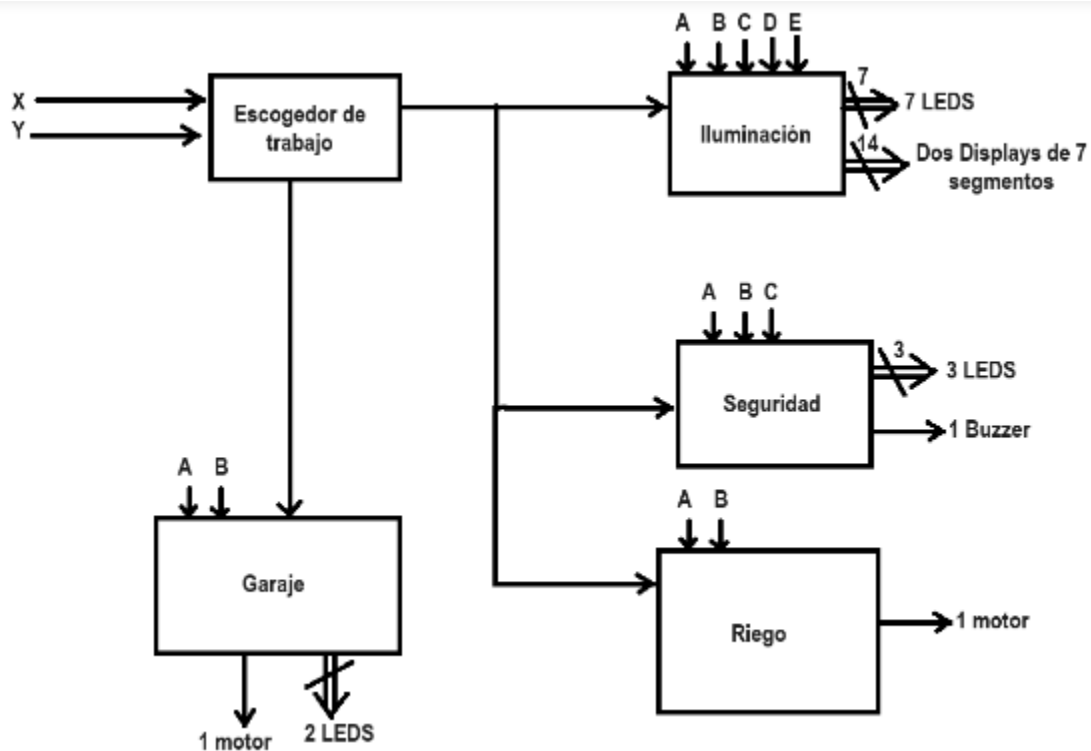 X
Y
Escogedor de
trabajo
A B C D E
Iluminación
7
7 LEDS
14
Dos Displays de 7
segmentos
A B C
Seguridad
3
3 LEDS
1 Buzzer
A B
Garaje
1 motor
2 LEDS
A B
Riego
1 motor